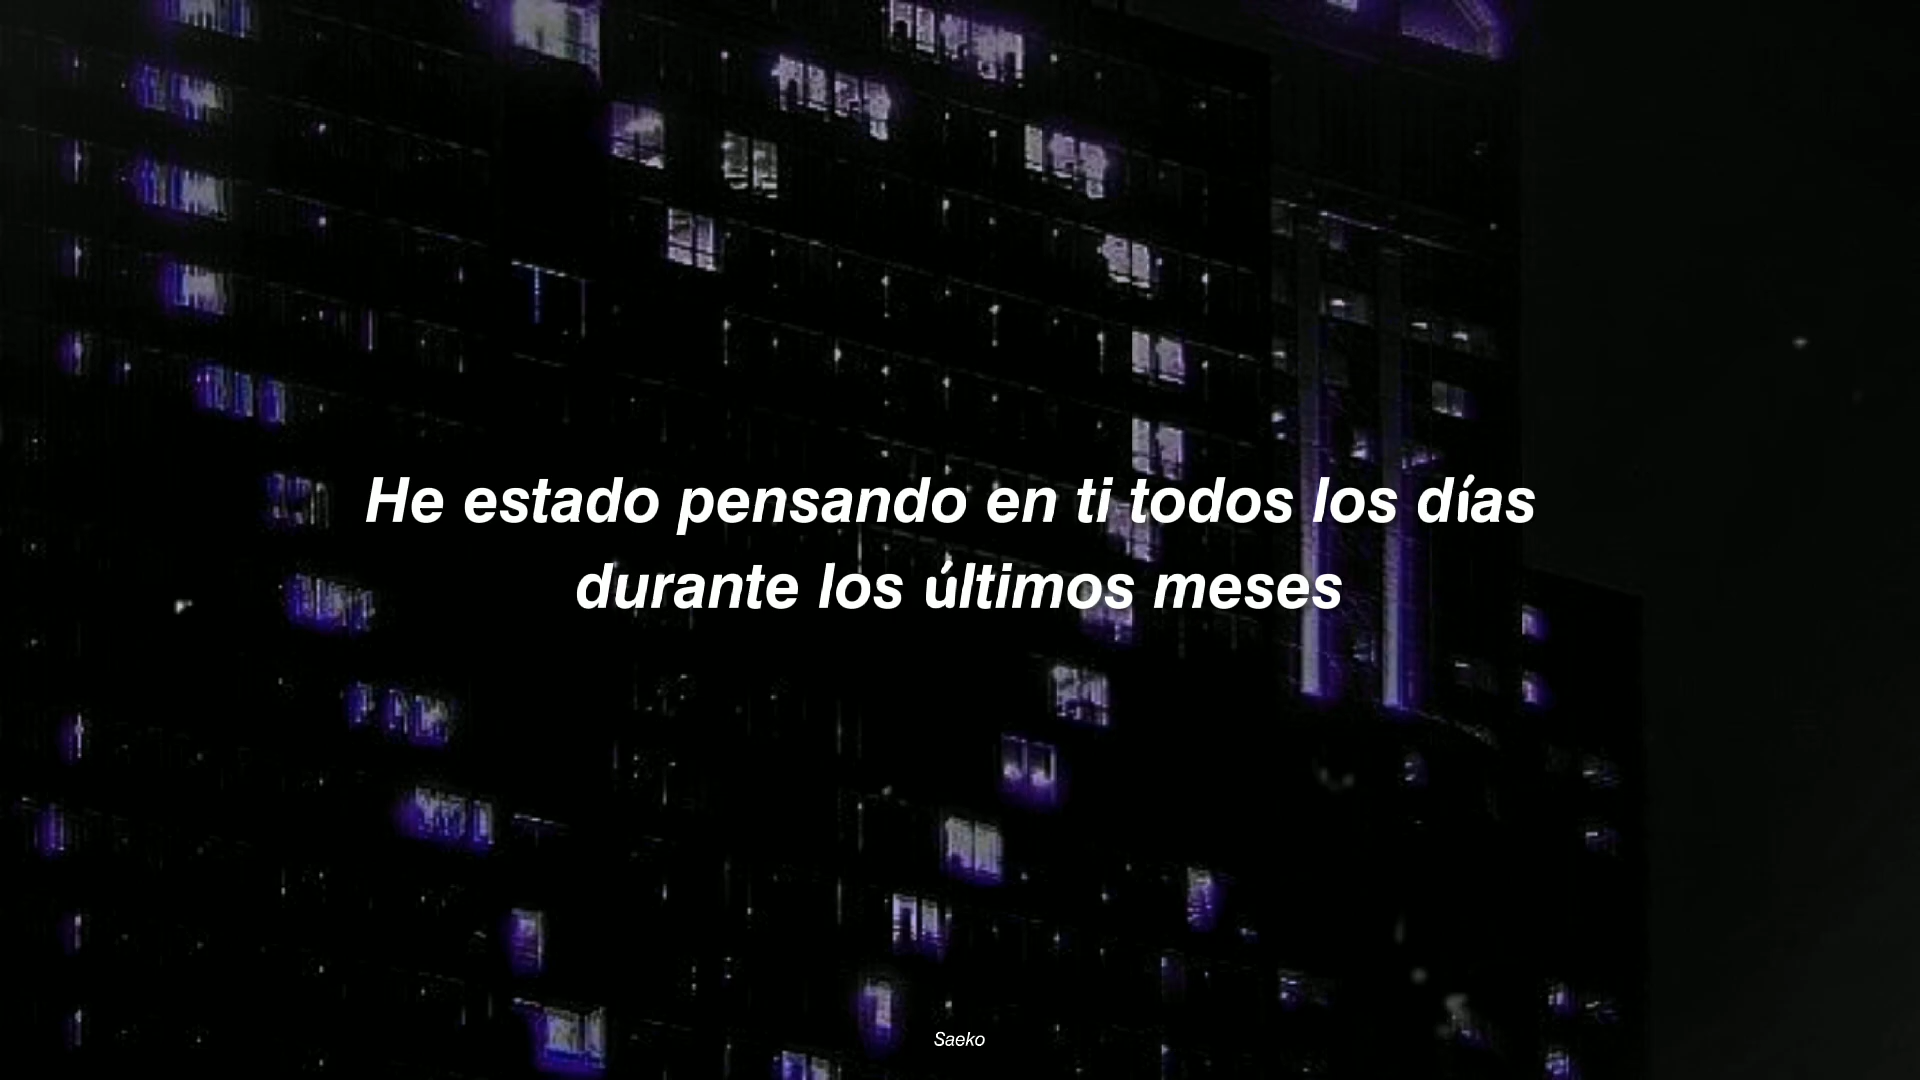 He estado pensando en ti todos los días
durante los últimos meses
Saeko